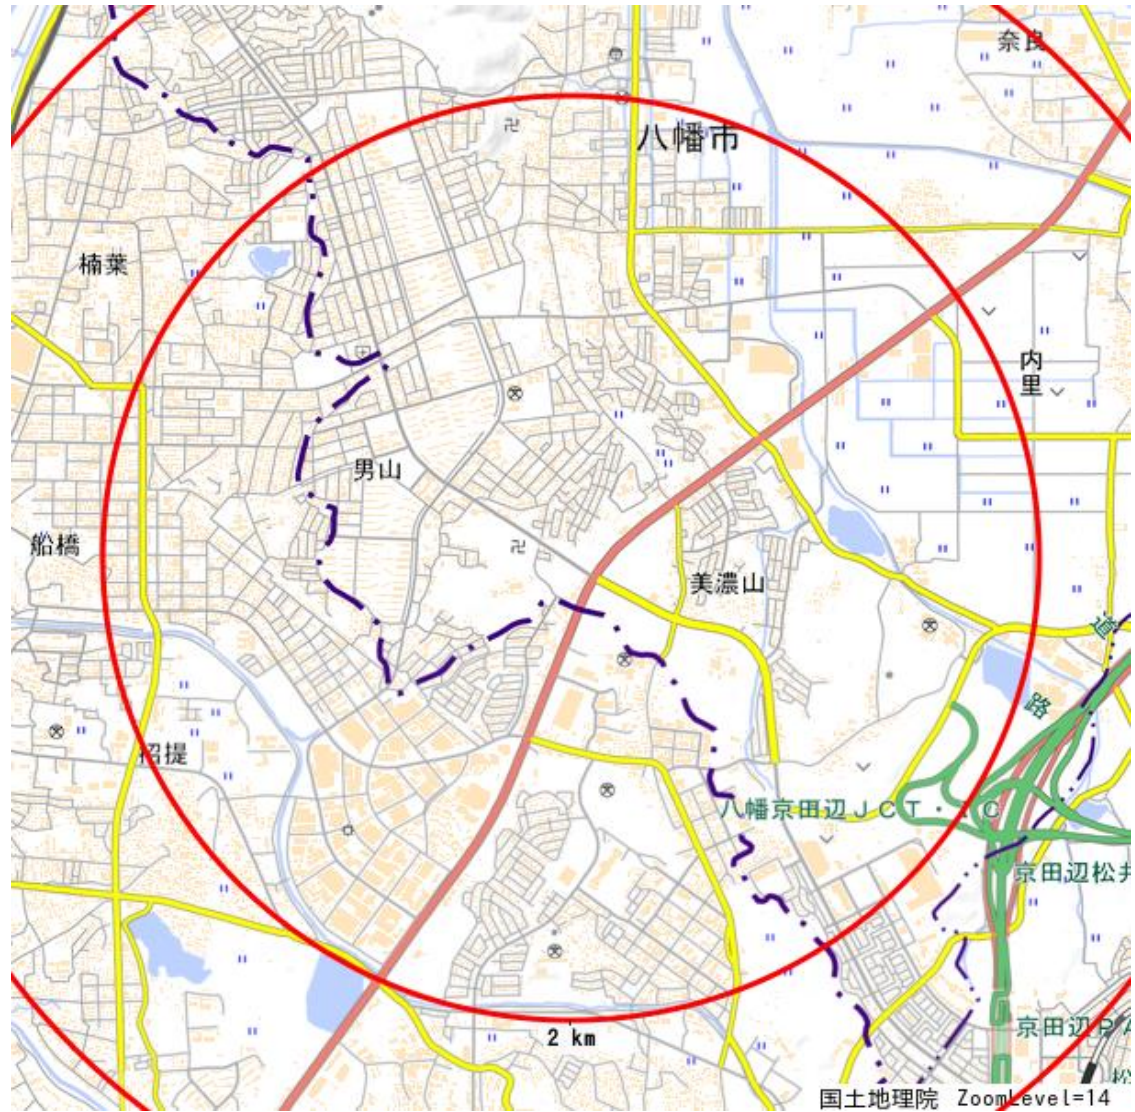 奈良
八幡市
楠葉
内里
男山
船橋
美濃山
道
路
招提
八幡京田辺JCT・IC
京田辺松井
2 km
京田辺PA
松
国土地理院 ZoomLevel=14